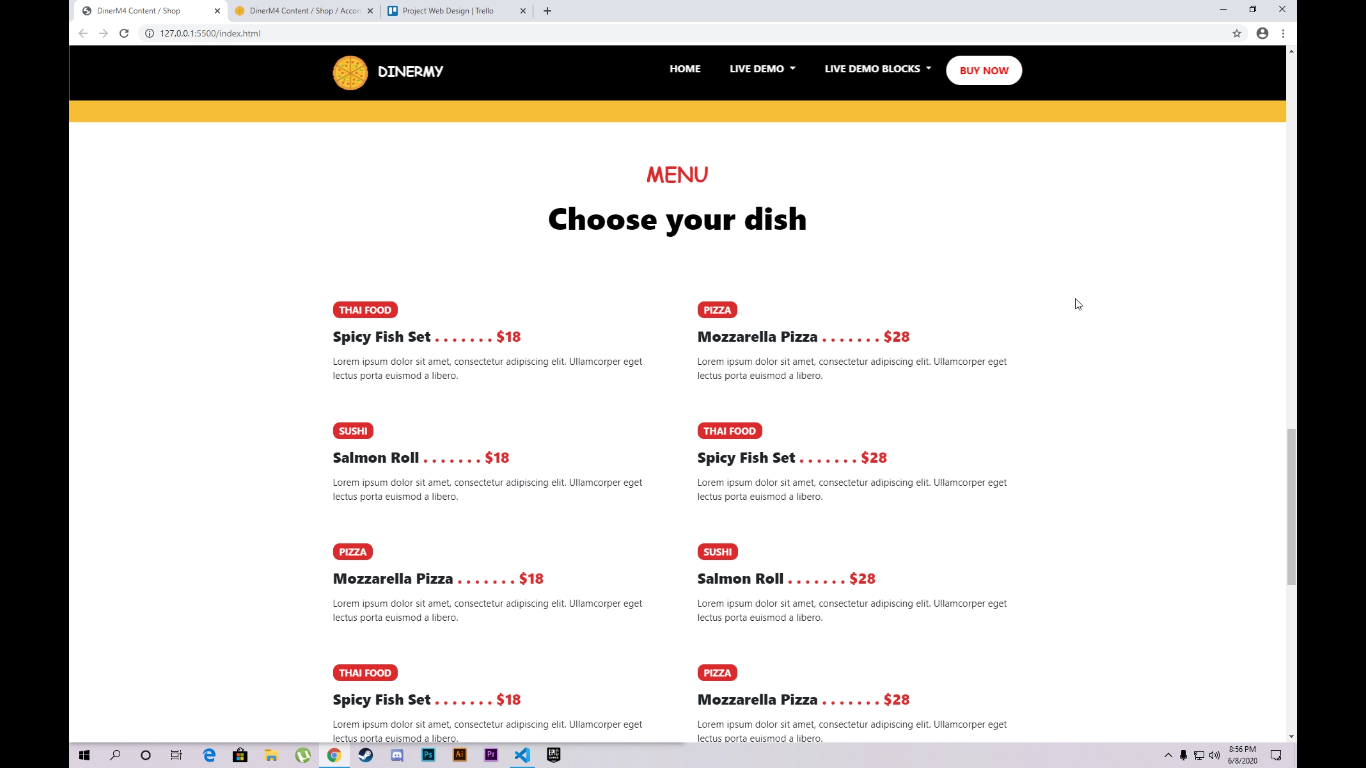 DinerM4 Content / Shop
DinerM4 Content / Shop / Accor
Project Web Design | Trello
127.0.0.1:5500/index.html
DINERMY
HOME
LIVE DEMO
LIVE DEMO BLOCKS
BUY NOW
MENU
Choose your dish
THAI FOOD
Spicy Fish Set . . . . . . . $18
Lorem ipsum dolor sit amet, consectetur adipiscing elit. Ullamcorper eget
lectus porta euismod a libero.
PIZZA
Mozzarella Pizza . . . . . . . $28
Lorem ipsum dolor sit amet, consectetur adipiscing elit. Ullamcorper eget
lectus porta euismod a libero.
SUSHI
Salmon Roll . . . . . . . $18
Lorem ipsum dolor sit amet, consectetur adipiscing elit. Ullamcorper eget
lectus porta euismod a libero.
THAI FOOD
Spicy Fish Set . . . . . . . $28
Lorem ipsum dolor sit amet, consectetur adipiscing elit. Ullamcorper eget
lectus porta euismod a libero.
PIZZA
Mozzarella Pizza . . . . . . . $18
Lorem ipsum dolor sit amet, consectetur adipiscing elit. Ullamcorper eget
lectus porta euismod a libero.
SUSHI
Salmon Roll . . . . . . . $28
Lorem ipsum dolor sit amet, consectetur adipiscing elit. Ullamcorper eget
lectus porta euismod a libero.
THAI FOOD
Spicy Fish Set . . . . . . . $18
Lorem ipsum dolor sit amet, consectetur adipiscing elit. Ullamcorper eget
lectus porta euismod a libero.
PIZZA
Mozzarella Pizza . . . . . . . $28
Lorem ipsum dolor sit amet, consectetur adipiscing elit. Ullamcorper eget
lectus porta euismod a libero.
Ps
Ai
Pr
EPIC
8:56 PM
6/8/2020